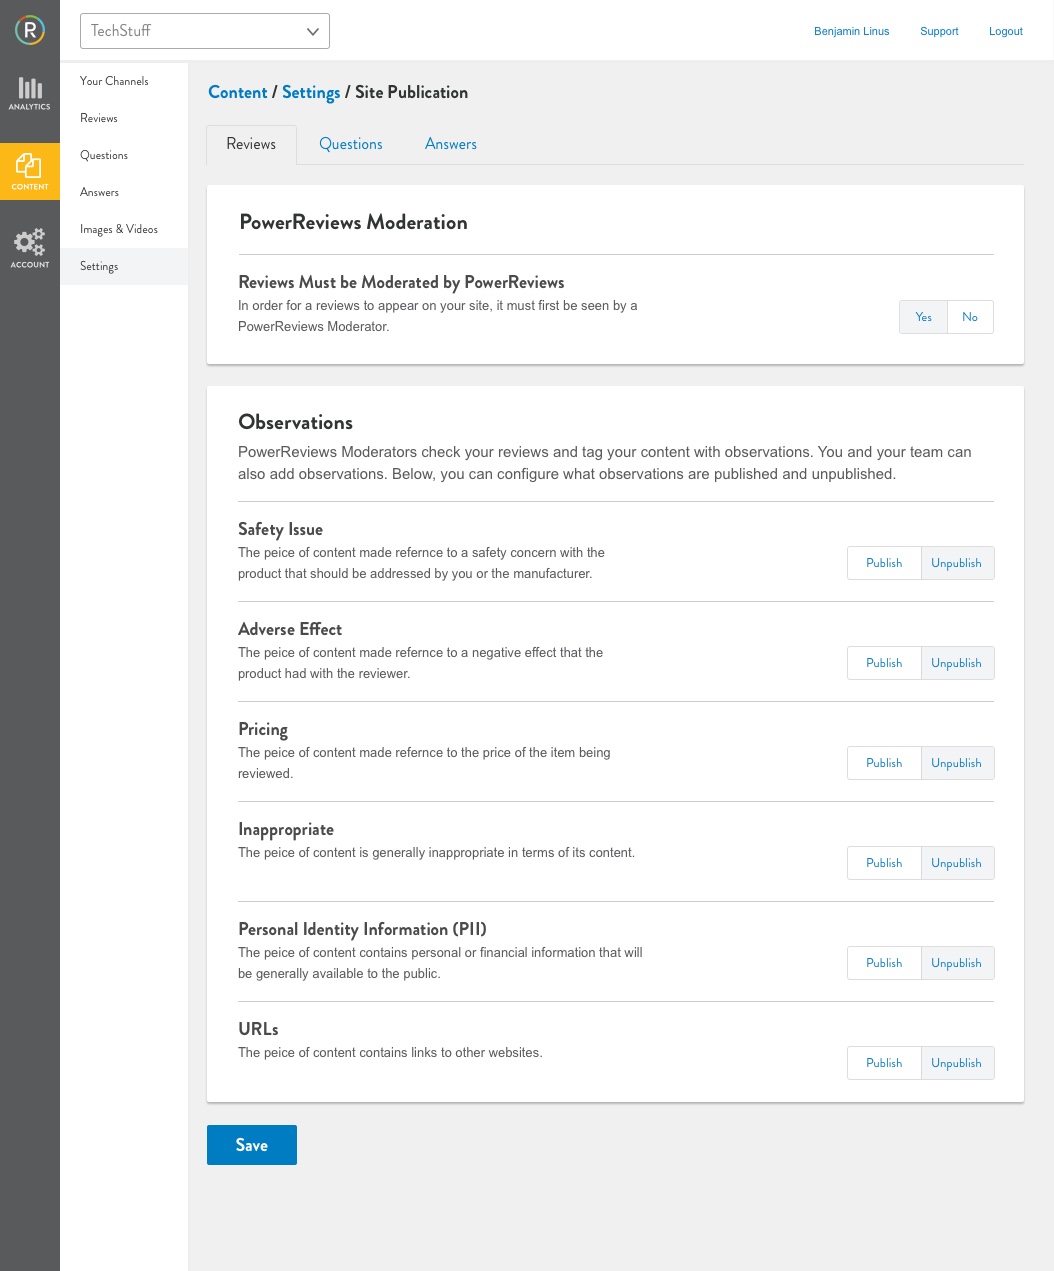 R
TechStuff
Benjamin Linus
Support
Logout
ANALYTICS
CONTENT
ACCOUNT
Your Channels
Reviews
Questions
Answers
Images & Videos
Settings
Content / Settings / Site Publication
Reviews
Questions
Answers
PowerReviews Moderation
Reviews Must be Moderated by PowerReviews
In order for a reviews to appear on your site, it must first be seen by a
PowerReviews Moderator.
Yes
No
Observations
PowerReviews Moderators check your reviews and tag your content with observations. You and your team can
also add observations. Below, you can configure what observations are published and unpublished.
Safety Issue
The peice of content made refernce to a safety concern with the
product that should be addressed by you or the manufacturer.
Publish
Unpublish
Adverse Effect
The peice of content made refernce to a negative effect that the
product had with the reviewer.
Publish
Unpublish
Pricing
The peice of content made refernce to the price of the item being
reviewed.
Publish
Unpublish
Inappropriate
The peice of content is generally inappropriate in terms of its content.
Publish
Unpublish
Personal Identity Information (PII)
The peice of content contains personal or financial information that will
be generally available to the public.
Publish
Unpublish
URLs
The peice of content contains links to other websites.
Publish
Unpublish
Save